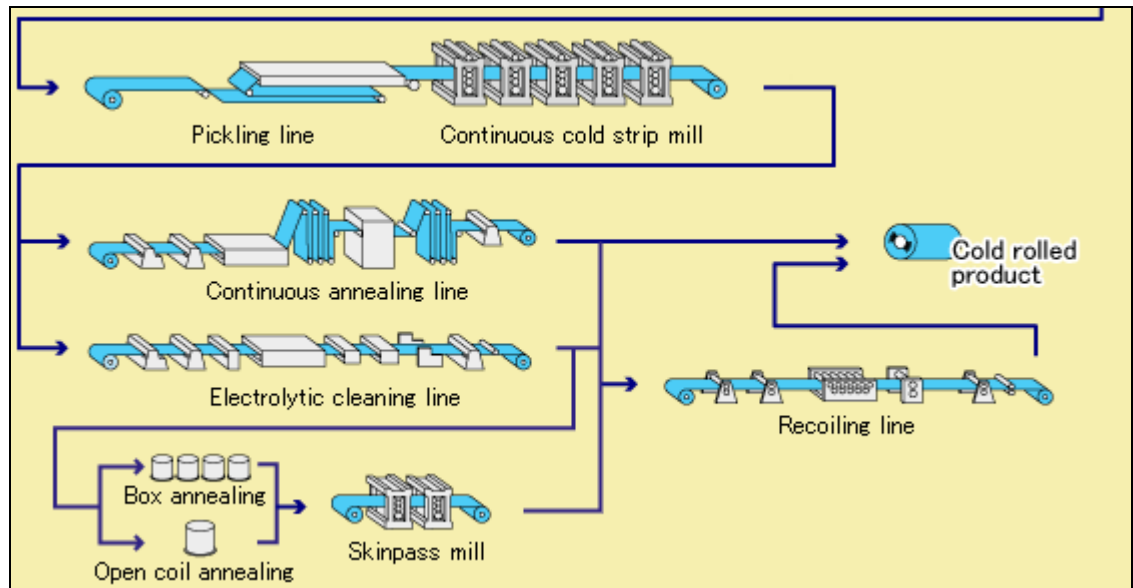 Pickling line
Continuous cold strip mill
Continuous annealing line
Cold rolled
product
Electrolytic cleaning line
Recoiling line
Box annealing
Open coil annealing
Skinpass mill